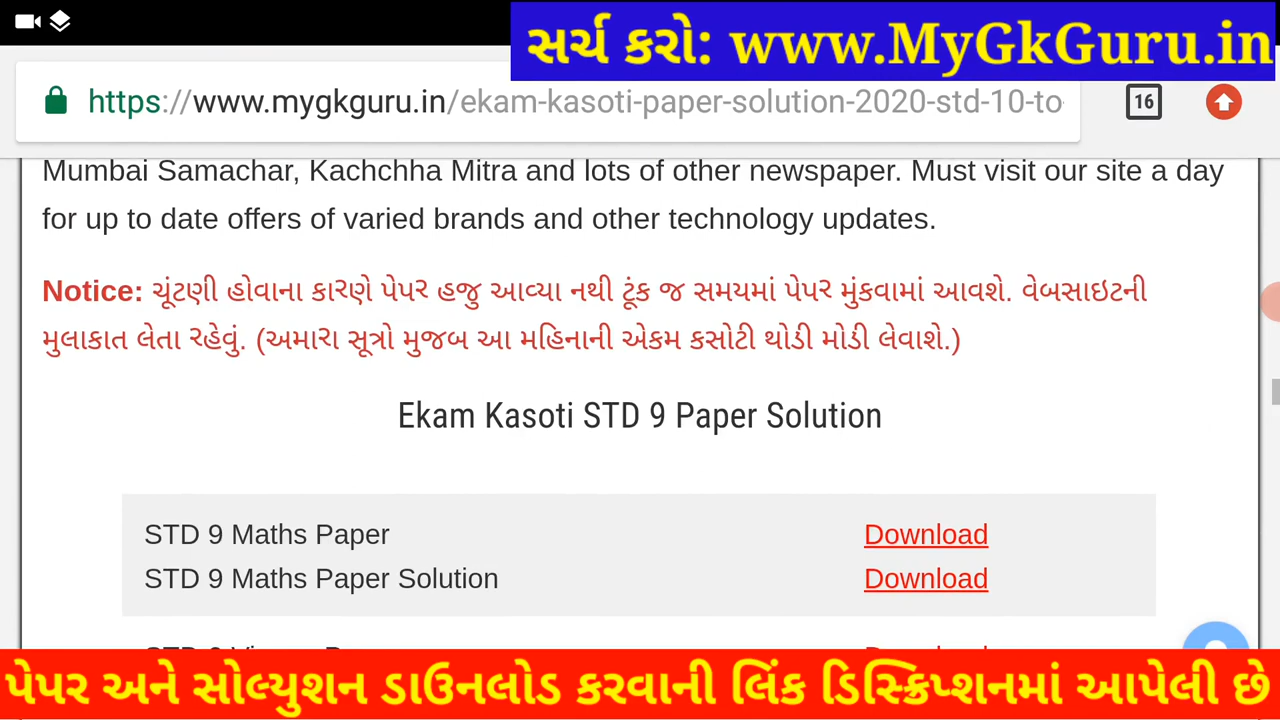 સર્ચ કરો: www.MyGkGuru.in
https://www.mygkguru.in/ekam-kasoti-paper-solution-2020-std-10-to-
16
Mumbai Samachar, Kachchha Mitra and lots of other newspaper. Must visit our site a day
for up to date offers of varied brands and other technology updates.
Notice: ચૂંટણી હોવાના કારણે પેપર હજુ આવ્યા નથી ટૂંક જ સમયમાં પેપર મુંકવામાં આવશે. વેબસાઇટની
મુલાકાત લેતા રહેવું. (અમારા સૂત્રો મુજબ આ મહિનાની એકમ કસોટી થોડી મોડી લેવાશે.)
Ekam Kasoti STD 9 Paper Solution
STD 9 Maths Paper Download
STD 9 Maths Paper Solution Download
પેપર અને સોલ્યુશન ડાઉનલોડ કરવાની લિંક ડિસ્ક્રિપ્શનમાં આપેલી છે